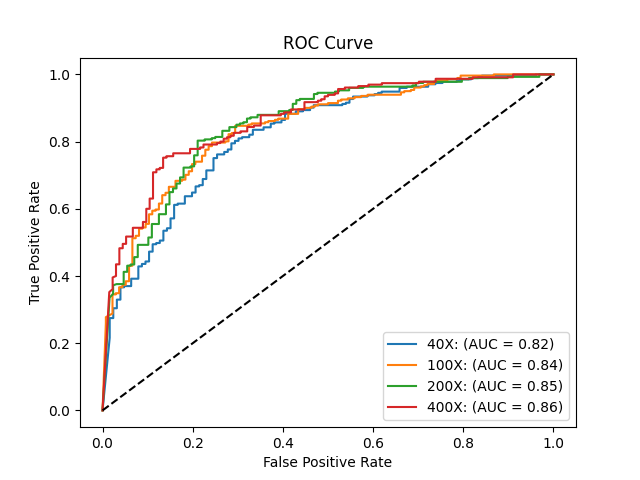 ROC Curve
True Positive Rate
1.0
0.8
0.6
0.4
0.2
0.0
0.0 0.2 0.4 0.6 0.8 1.0
False Positive Rate
40X: (AUC = 0.82)
100X: (AUC = 0.84)
200X: (AUC = 0.85)
400X: (AUC = 0.86)